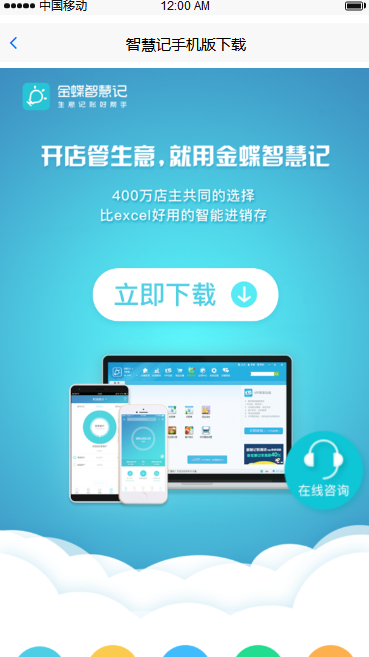 中国移动 12:00 AM
智慧记手机版下载
金蝶智慧记
生意记账好帮手
开店管生意,就用金蝶智慧记
400万店主共同的选择
比excel好用的智能进销存
立即下载
在线咨询